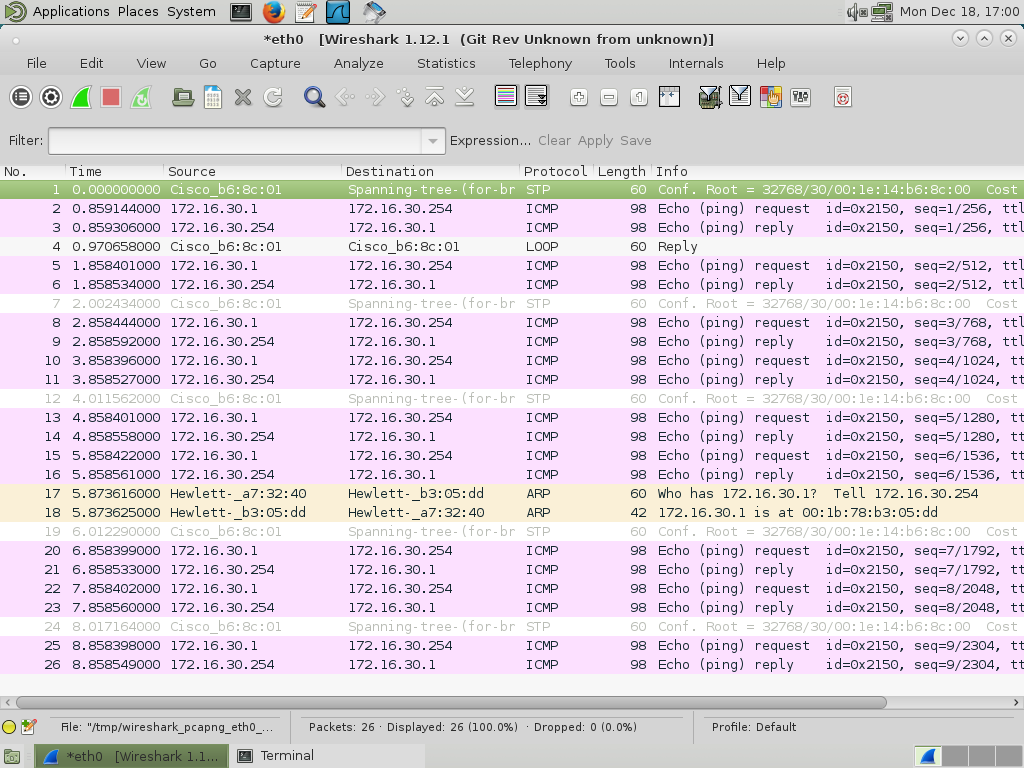 Applications Places System Mon Dec 18, 17:00
*eth0 [Wireshark 1.12.1 (Git Rev Unknown from unknown)]
File Edit View Go Capture Analyze Statistics Telephony Tools Internals Help
Filter: Expression... Clear Apply Save
No. Time Source Destination Protocol Length Info
1 0.000000000 Cisco_b6:8c:01 Spanning-tree-(for-br STP 60 Conf. Root = 32768/30/00:1e:14:b6:8c:00 Cost
2 0.859144000 172.16.30.1 172.16.30.254 ICMP 98 Echo (ping) request id=0x2150, seq=1/256, ttl
3 0.859306000 172.16.30.254 172.16.30.1 ICMP 98 Echo (ping) reply id=0x2150, seq=1/256, ttl
4 0.970658000 Cisco_b6:8c:01 Cisco_b6:8c:01 LOOP 60 Reply
5 1.858401000 172.16.30.1 172.16.30.254 ICMP 98 Echo (ping) request id=0x2150, seq=2/512, ttl
6 1.858534000 172.16.30.254 172.16.30.1 ICMP 98 Echo (ping) reply id=0x2150, seq=2/512, ttl
7 2.002434000 Cisco_b6:8c:01 Spanning-tree-(for-br STP 60 Conf. Root = 32768/30/00:1e:14:b6:8c:00 Cost
8 2.858444000 172.16.30.1 172.16.30.254 ICMP 98 Echo (ping) request id=0x2150, seq=3/768, ttl
9 2.858592000 172.16.30.254 172.16.30.1 ICMP 98 Echo (ping) reply id=0x2150, seq=3/768, ttl
10 3.858396000 172.16.30.1 172.16.30.254 ICMP 98 Echo (ping) request id=0x2150, seq=4/1024, tt
11 3.858527000 172.16.30.254 172.16.30.1 ICMP 98 Echo (ping) reply id=0x2150, seq=4/1024, tt
12 4.011562000 Cisco_b6:8c:01 Spanning-tree-(for-br STP 60 Conf. Root = 32768/30/00:1e:14:b6:8c:00 Cost
13 4.858401000 172.16.30.1 172.16.30.254 ICMP 98 Echo (ping) request id=0x2150, seq=5/1280, tt
14 4.858558000 172.16.30.254 172.16.30.1 ICMP 98 Echo (ping) reply id=0x2150, seq=5/1280, tt
15 5.858422000 172.16.30.1 172.16.30.254 ICMP 98 Echo (ping) request id=0x2150, seq=6/1536, tt
16 5.858561000 172.16.30.254 172.16.30.1 ICMP 98 Echo (ping) reply id=0x2150, seq=6/1536, tt
17 5.873616000 Hewlett-_a7:32:40 Hewlett-_b3:05:dd ARP 60 Who has 172.16.30.1? Tell 172.16.30.254
18 5.873625000 Hewlett-_b3:05:dd Hewlett-_a7:32:40 ARP 42 172.16.30.1 is at 00:1b:78:b3:05:dd
19 6.012290000 Cisco_b6:8c:01 Spanning-tree-(for-br STP 60 Conf. Root = 32768/30/00:1e:14:b6:8c:00 Cost
20 6.858399000 172.16.30.1 172.16.30.254 ICMP 98 Echo (ping) request id=0x2150, seq=7/1792, tt
21 6.858533000 172.16.30.254 172.16.30.1 ICMP 98 Echo (ping) reply id=0x2150, seq=7/1792, tt
22 7.858402000 172.16.30.1 172.16.30.254 ICMP 98 Echo (ping) request id=0x2150, seq=8/2048, tt
23 7.858560000 172.16.30.254 172.16.30.1 ICMP 98 Echo (ping) reply id=0x2150, seq=8/2048, tt
24 8.017164000 Cisco_b6:8c:01 Spanning-tree-(for-br STP 60 Conf. Root = 32768/30/00:1e:14:b6:8c:00 Cost
25 8.858398000 172.16.30.1 172.16.30.254 ICMP 98 Echo (ping) request id=0x2150, seq=9/2304, tt
26 8.858549000 172.16.30.254 172.16.30.1 ICMP 98 Echo (ping) reply id=0x2150, seq=9/2304, tt
File: "/tmp/wireshark_pcapng_eth0_... Packets: 26 · Displayed: 26 (100.0%) · Dropped: 0 (0.0%) Profile: Default
*eth0 [Wireshark 1.1... Terminal